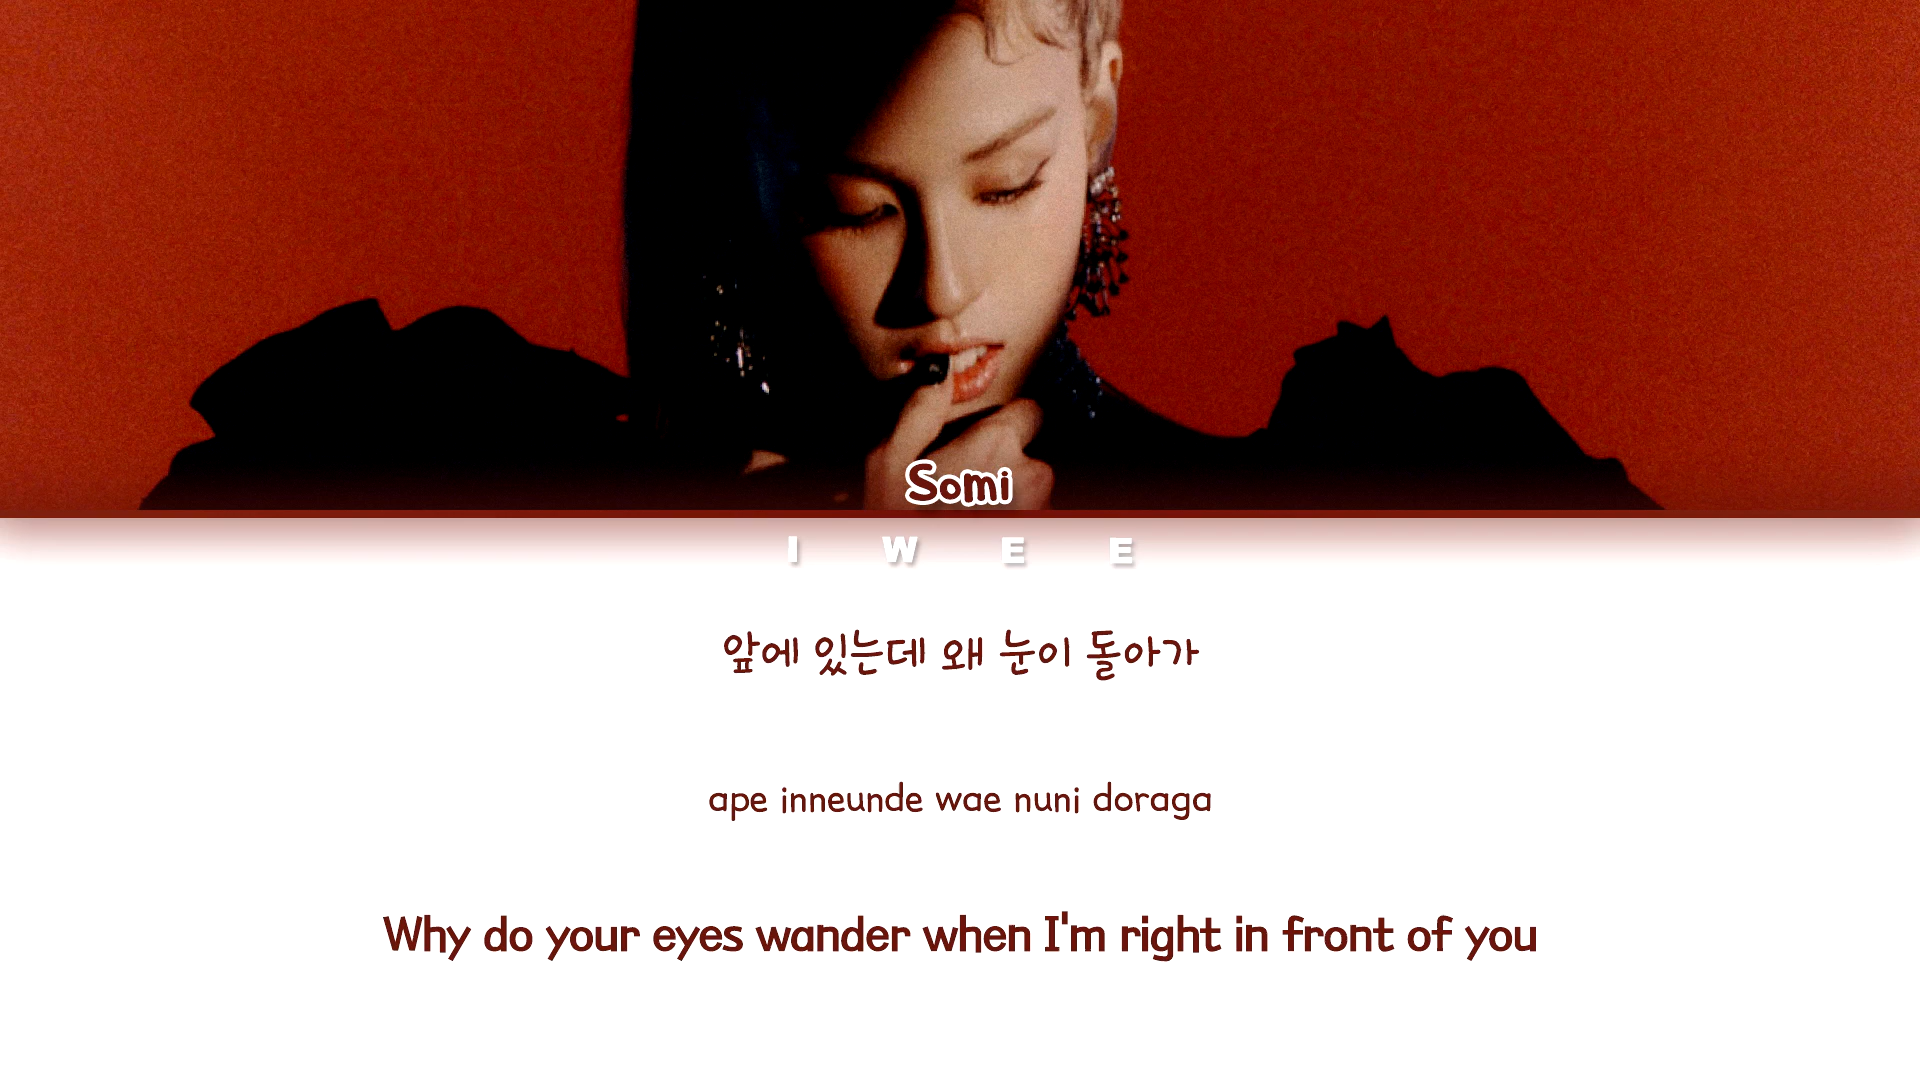 Somi
I W E E
앞에 있는데 왜 눈이 돌아가
ape inneunde wae nuni doraga
Why do your eyes wander when I'm right in front of you